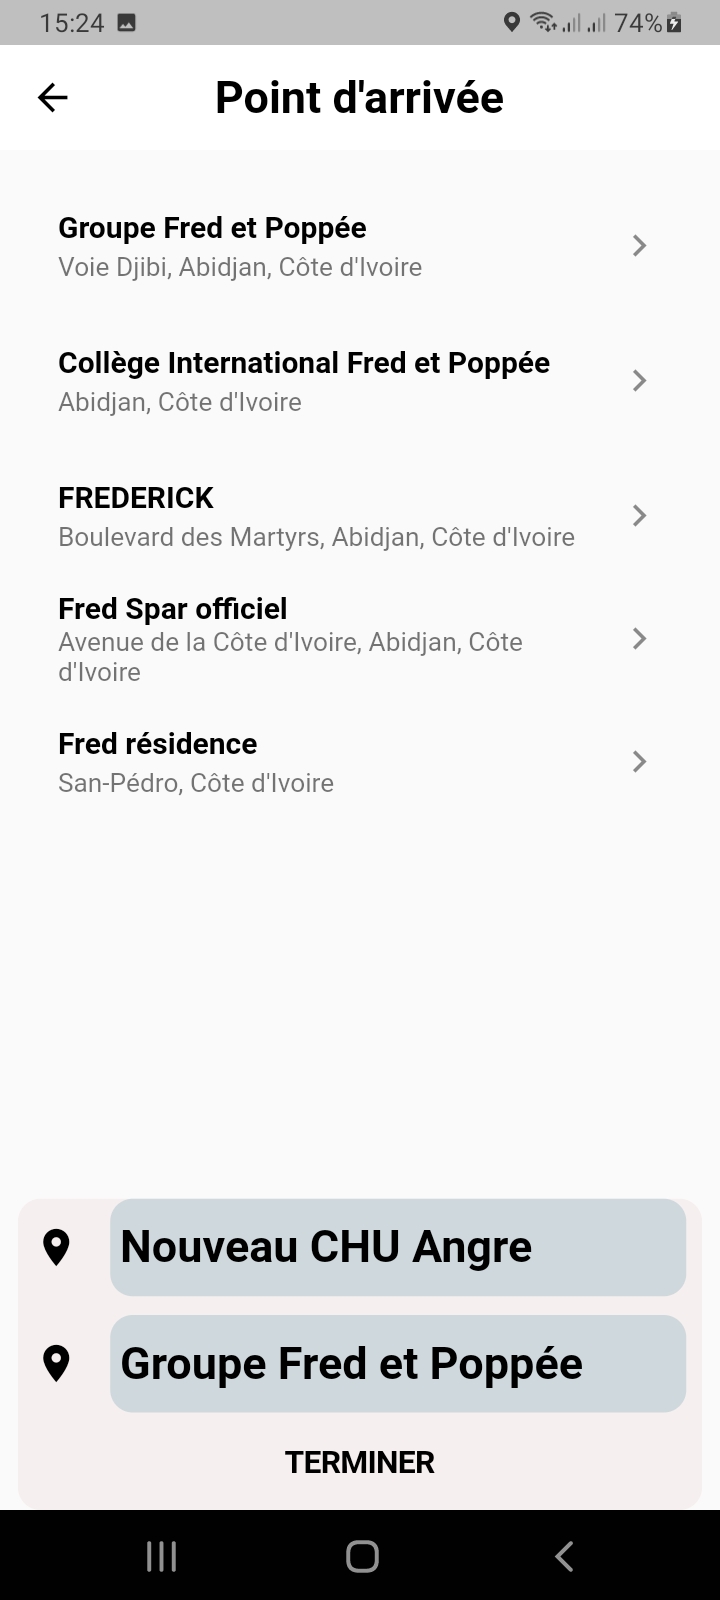 15:24
74%
Point d'arrivée
Groupe Fred et Poppée
Voie Djibi, Abidjan, Côte d'Ivoire
Collège International Fred et Poppée
Abidjan, Côte d'Ivoire
FREDERICK
Boulevard des Martyrs, Abidjan, Côte d'Ivoire
Fred Spar officiel
Avenue de la Côte d'Ivoire, Abidjan, Côte
d'Ivoire
Fred résidence
San-Pédro, Côte d'Ivoire
Nouveau CHU Angre
Groupe Fred et Poppée
TERMINER